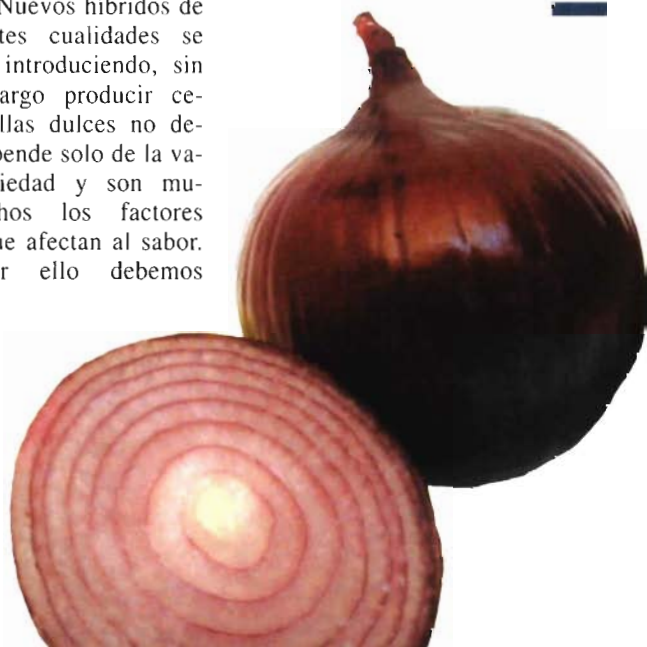 Nuevos híbridos de
tes cualidades se
introduciendo, sin
argo producir ce-
llas dulces no de-
ende solo de la va-
iedad y son mu-
hos los factores
ue afectan al sabor.
r ello debemos